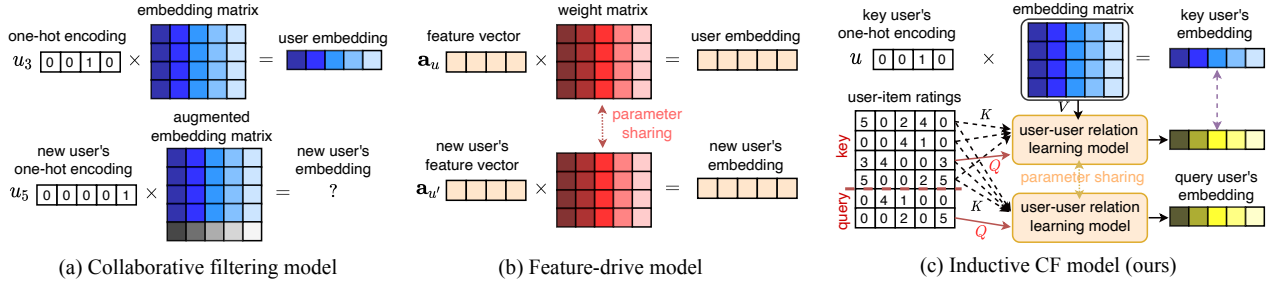 embedding matrix
one-hot encoding
user embedding
u₃ 0 0 1 0 × =
augmented
embedding matrix
new user's
one-hot encoding
new user's
embedding
u₅ 0 0 0 0 1 × = ?
(a) Collaborative filtering model
weight matrix
feature vector
user embedding
a_u × =
parameter
sharing
new user's
feature vector
new user's
embedding
a_u' × =
(b) Feature-drive model
key user's
one-hot encoding
embedding matrix
key user's
embedding
u 0 0 1 0 × =
V
user-item ratings
key
query
5 0 2 4 0
0 0 4 1 0
3 4 0 0 3
5 0 0 2 5
0 4 1 0 0
0 0 2 0 5
K
Q
user-user relation
learning model
parameter sharing
K
Q
user-user relation
learning model
query user's
embedding
(c) Inductive CF model (ours)